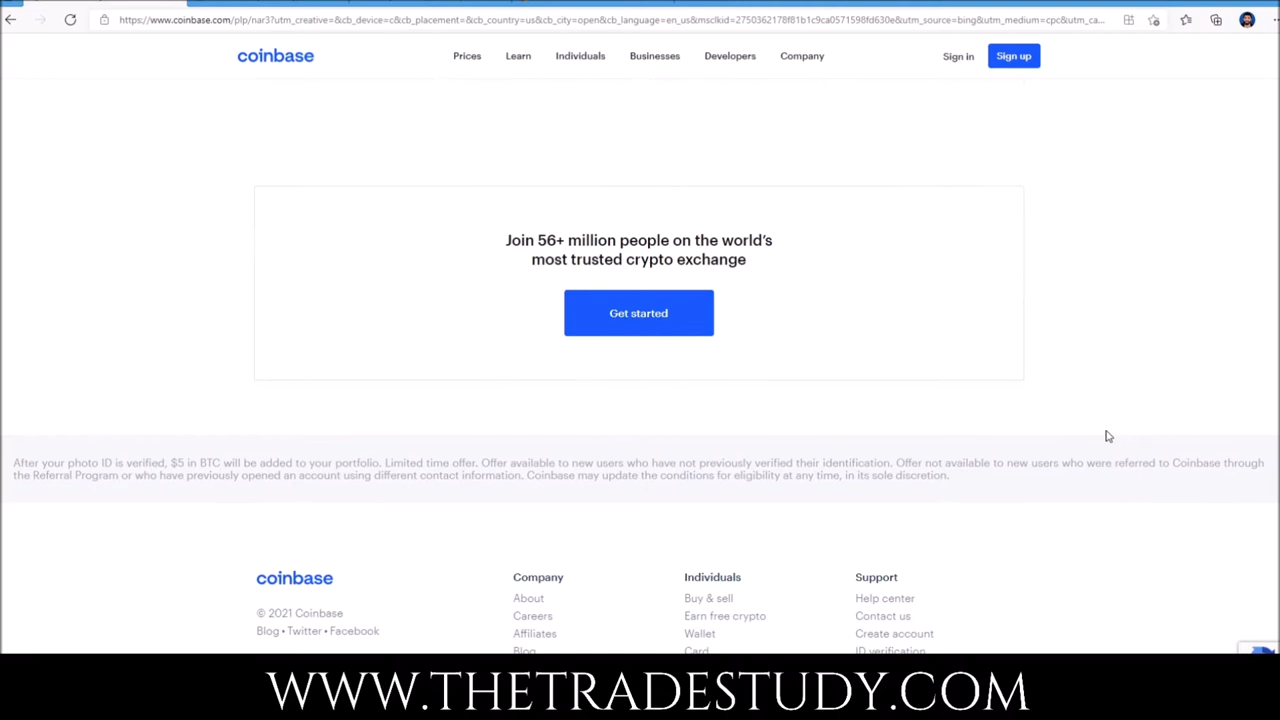 https://www.coinbase.com/plp/nar3?utm_creative=&cb_device=c&cb_placement=&cb_country=us&cb_city=open&cb_language=en_us&msclkid=2750362178f81b1c9ca0571598fd630e&utm_source=bing&utm_medium=cpc&utm_ca...
coinbase Prices Learn Individuals Businesses Developers Company Sign in Sign up
Join 56+ million people on the world's
most trusted crypto exchange
Get started
After your photo ID is verified, $5 in BTC will be added to your portfolio. Limited time offer. Offer available to new users who have not previously verified their identification. Offer not available to new users who were referred to Coinbase through
the Referral Program or who have previously opened an account using different contact information. Coinbase may update the conditions for eligibility at any time, in its sole discretion.
coinbase Company Individuals Support
About Buy & sell Help center
© 2021 Coinbase Careers Earn free crypto Contact us
Blog • Twitter • Facebook Affiliates Wallet Create account
Blog Card ID verification
WWW.THETRADESTUDY.COM